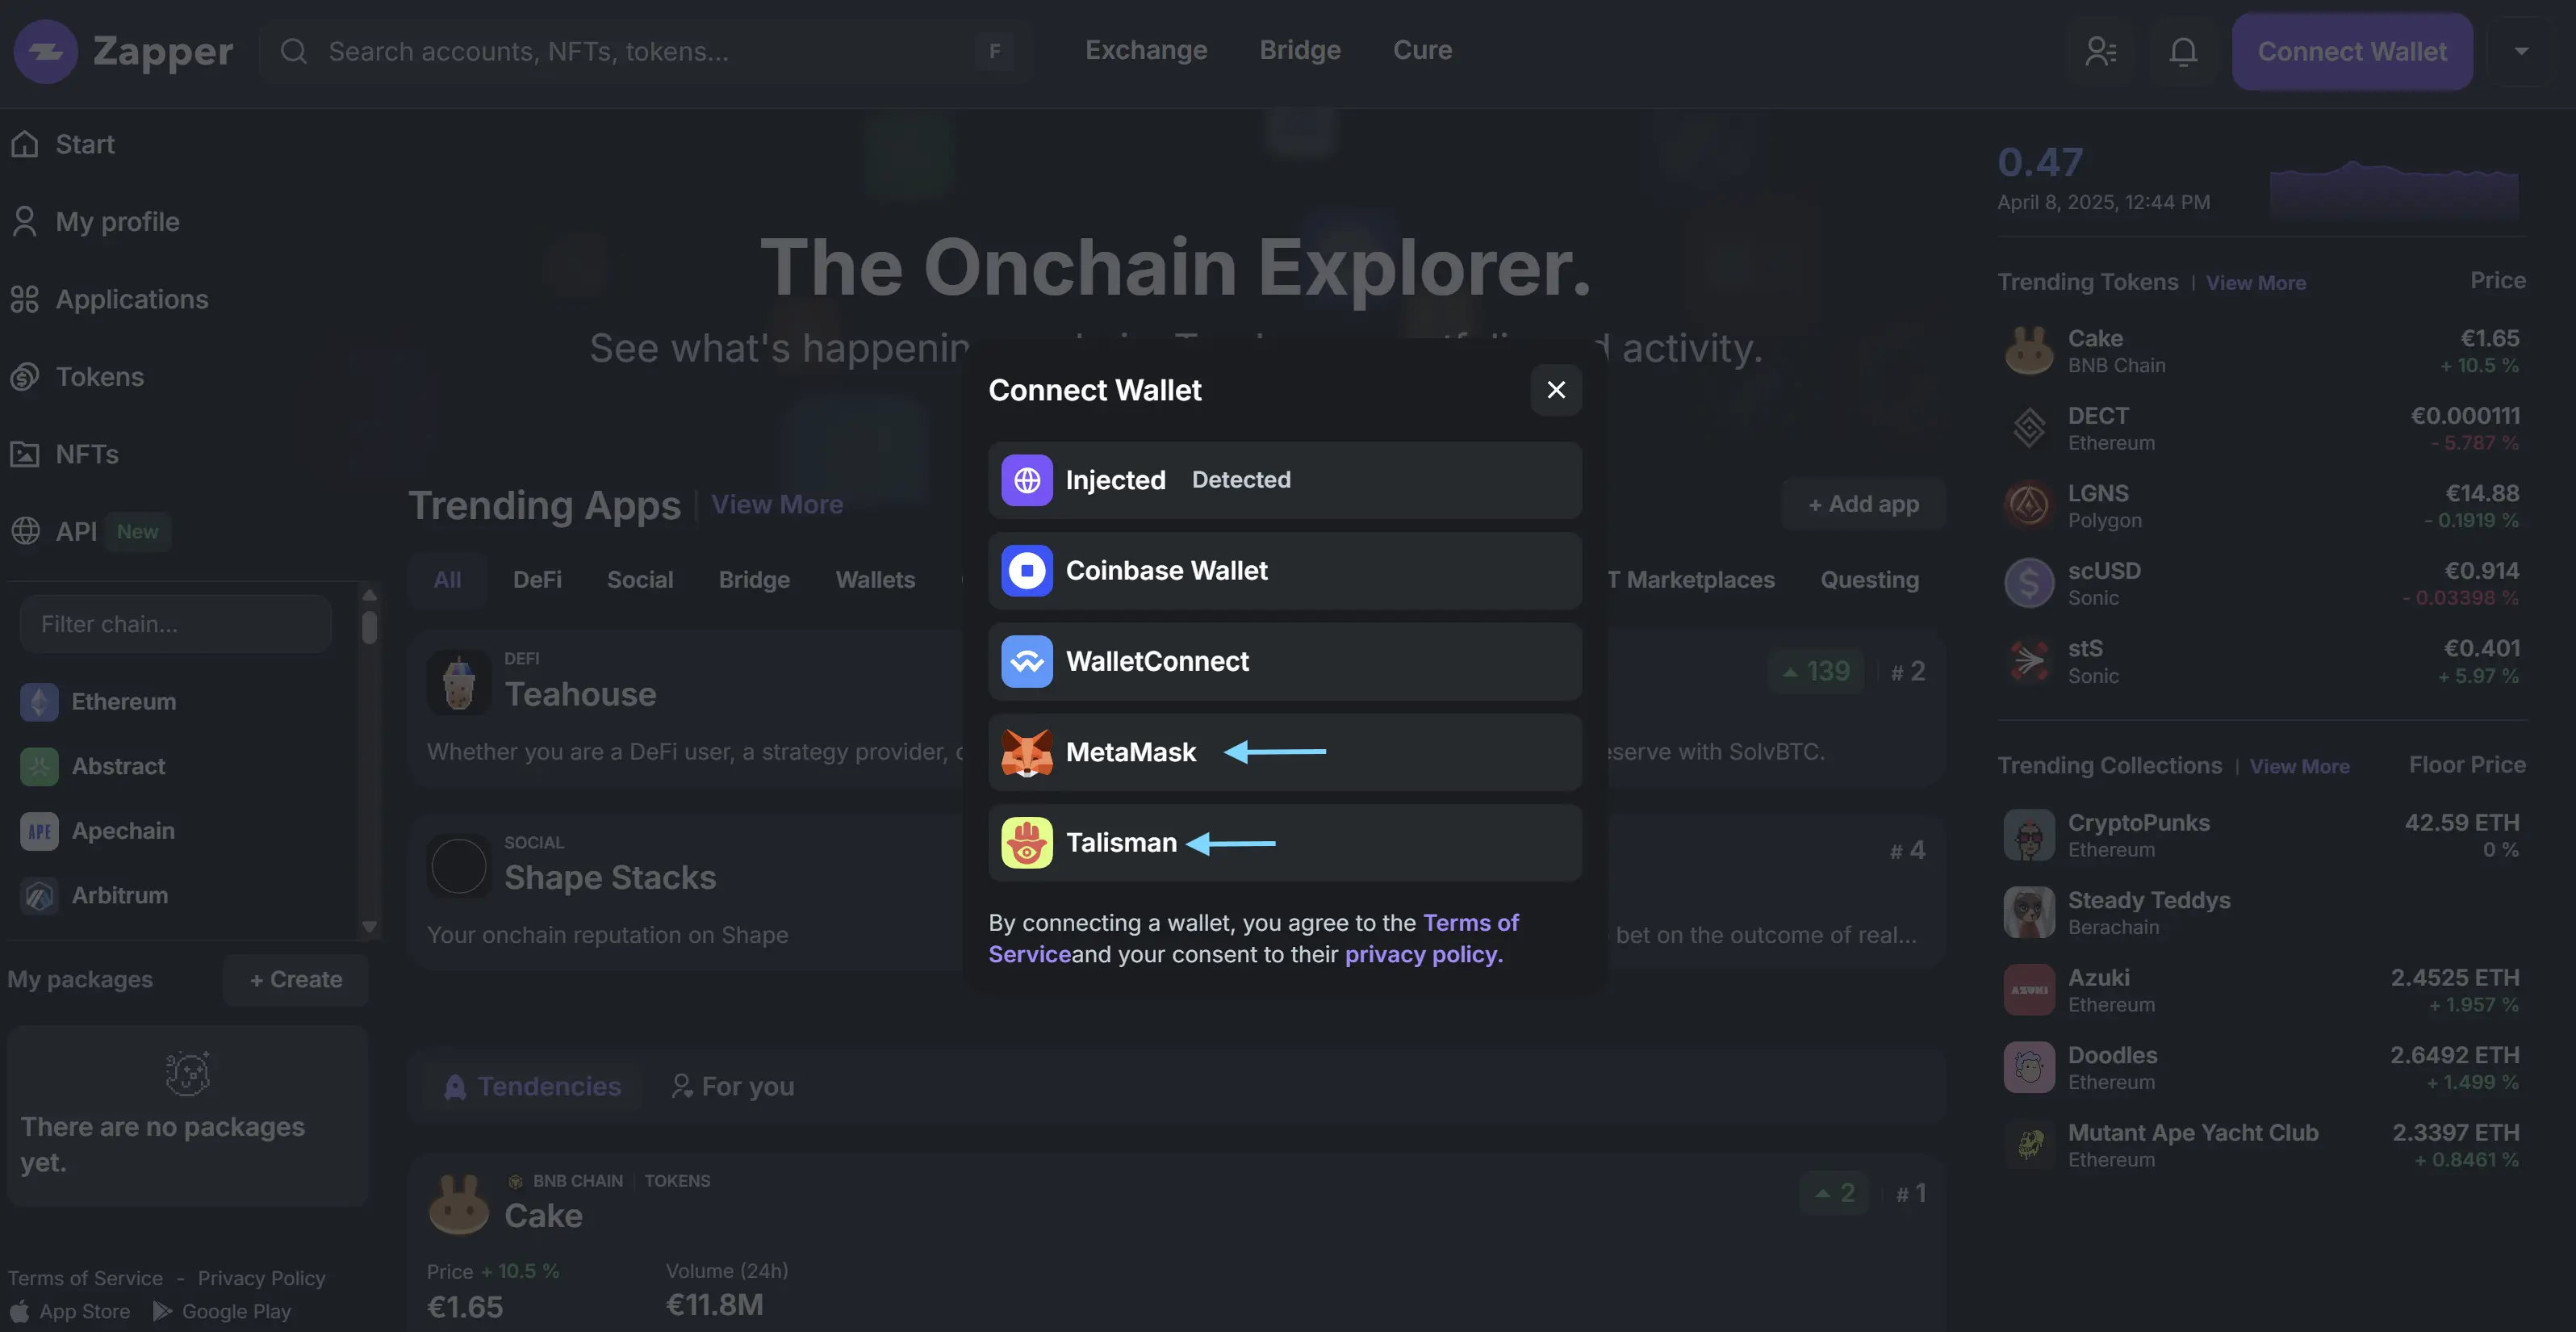 Zapper
Search accounts, NFTs, tokens...
F
Exchange
Bridge
Cure
Connect Wallet
Start
My profile
Applications
Tokens
NFTs
API New
Filter chain...
Ethereum
Abstract
APE Apechain
Arbitrum
My packages
+ Create
There are no packages
yet.
Terms of Service - Privacy Policy
App Store Google Play
The Onchain Explorer.
See what's activity.
Trending Apps | View More
+ Add app
All DeFi Social Bridge Wallets Marketplaces Questing
DEFI
Teahouse
Whether you are a DeFi user, a strategy provider,
139 # 2
with SolvBTC.
SOCIAL
Shape Stacks
Your onchain reputation on Shape
# 4
bet on the outcome of real...
Connect Wallet
Injected Detected
Coinbase Wallet
WalletConnect
MetaMask
Talisman
By connecting a wallet, you agree to the Terms of
Serviceand your consent to their privacy policy.
Tendencies
For you
BNB CHAIN | TOKENS
Cake
2 # 1
Price + 10.5 %
Volume (24h)
€1.65
€11.8M
0.47
April 8, 2025, 12:44 PM
Trending Tokens | View More Price
Cake €1.65
BNB Chain + 10.5 %
DECT €0.000111
Ethereum - 5.787 %
LGNS €14.88
Polygon - 0.1919 %
scUSD €0.914
Sonic - 0.03398 %
stS €0.401
Sonic + 5.97 %
Trending Collections | View More Floor Price
CryptoPunks 42.59 ETH
Ethereum 0 %
Steady Teddys
Berachain
AZUKI
Azuki 2.4525 ETH
Ethereum + 1.957 %
Doodles 2.6492 ETH
Ethereum + 1.499 %
Mutant Ape Yacht Club 2.3397 ETH
Ethereum + 0.8461 %